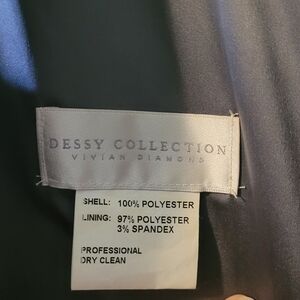 DESSY COLLECTION
VIVIAN DIAMOND
SHELL: 100% POLYESTER
LINING: 97% POLYESTER
3% SPANDEX
PROFESSIONAL
DRY CLEAN